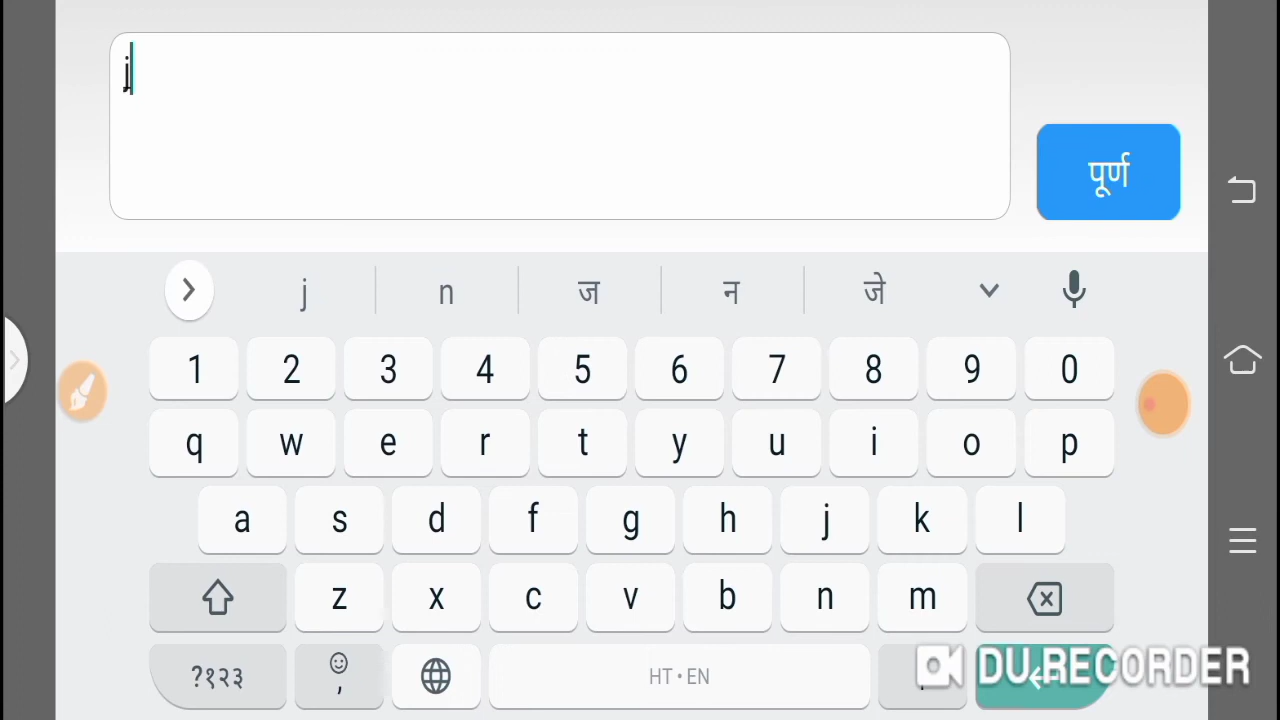 j
पूर्ण
j n ज न जे
1 2 3 4 5 6 7 8 9 0
q w e r t y u i o p
a s d f g h j k l
z x c v b n m
?१२३ , HT • EN
DU RECORDER